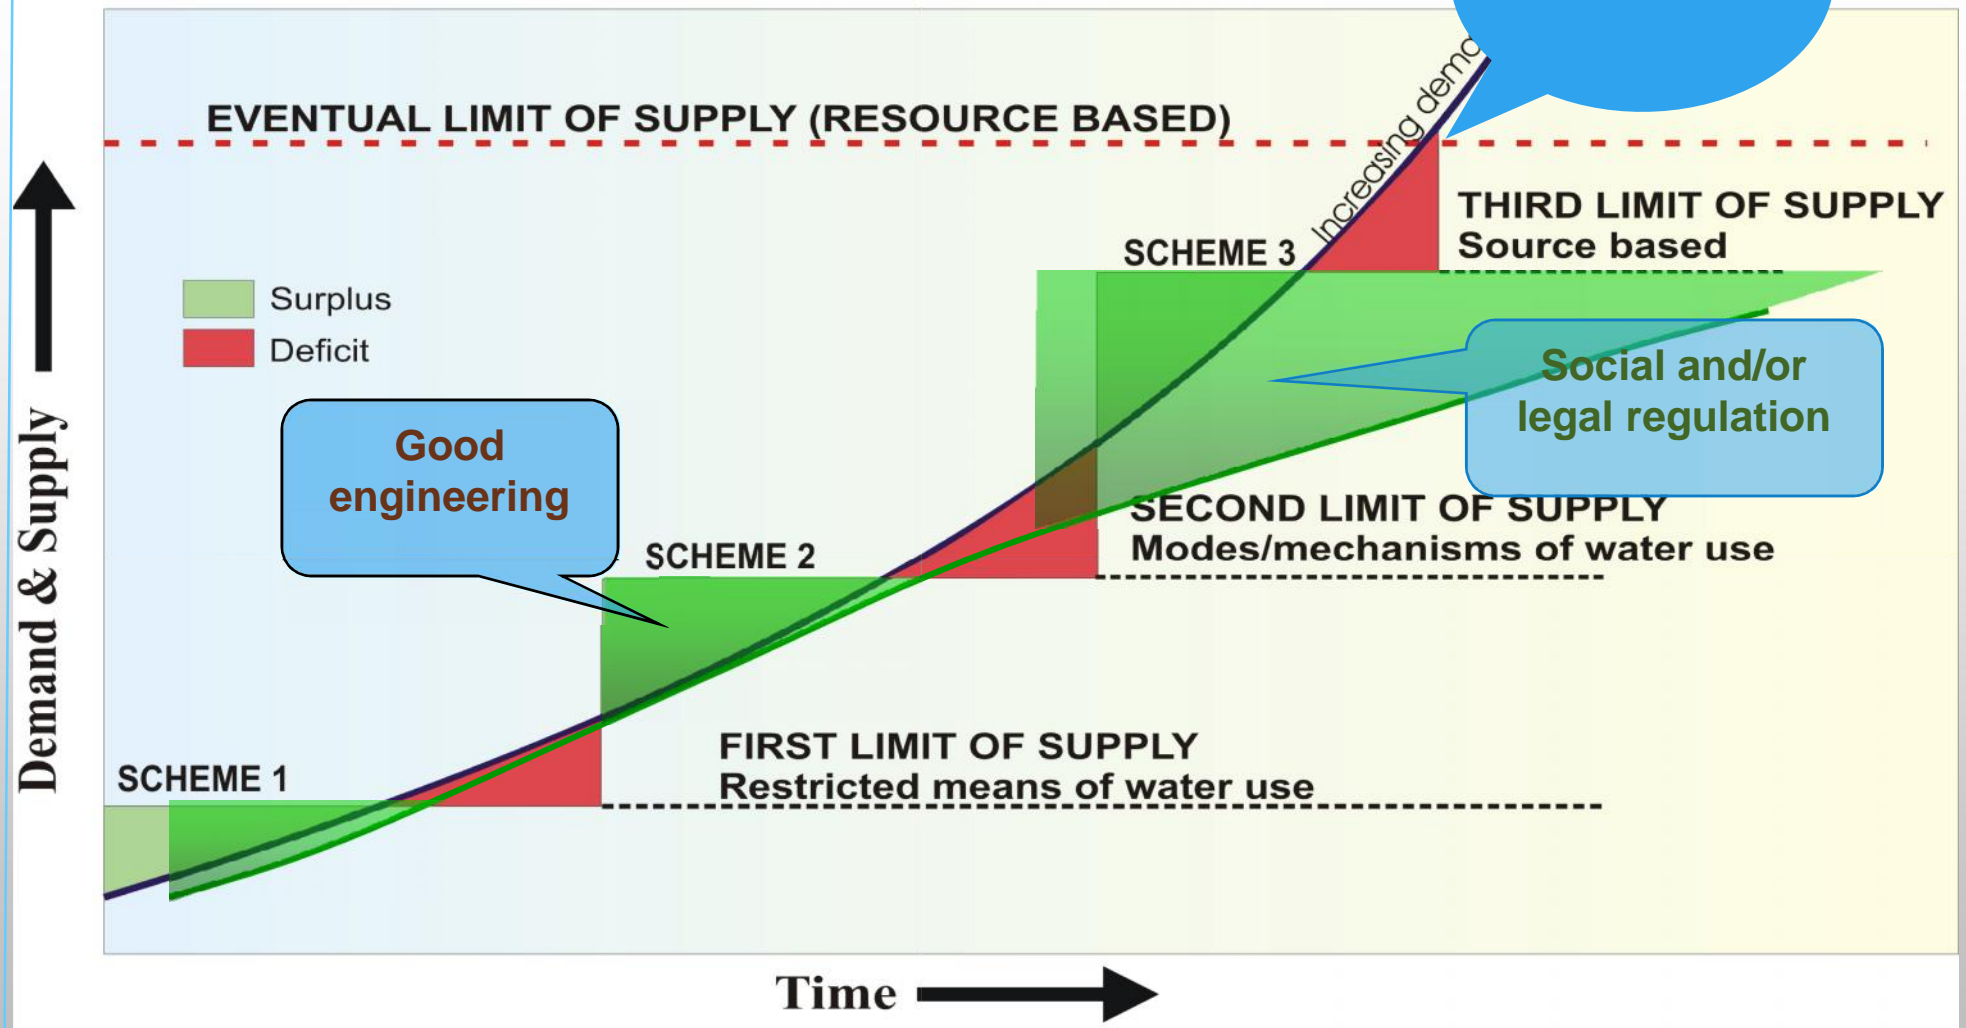 EVENTUAL LIMIT OF SUPPLY (RESOURCE BASED)
Increasing
THIRD LIMIT OF SUPPLY
Source based
SCHEME 3
Surplus
Deficit
Social and/or
legal regulation
Good
engineering
SECOND LIMIT OF SUPPLY
Modes/mechanisms of water use
SCHEME 2
FIRST LIMIT OF SUPPLY
Restricted means of water use
SCHEME 1
Demand & Supply
Time